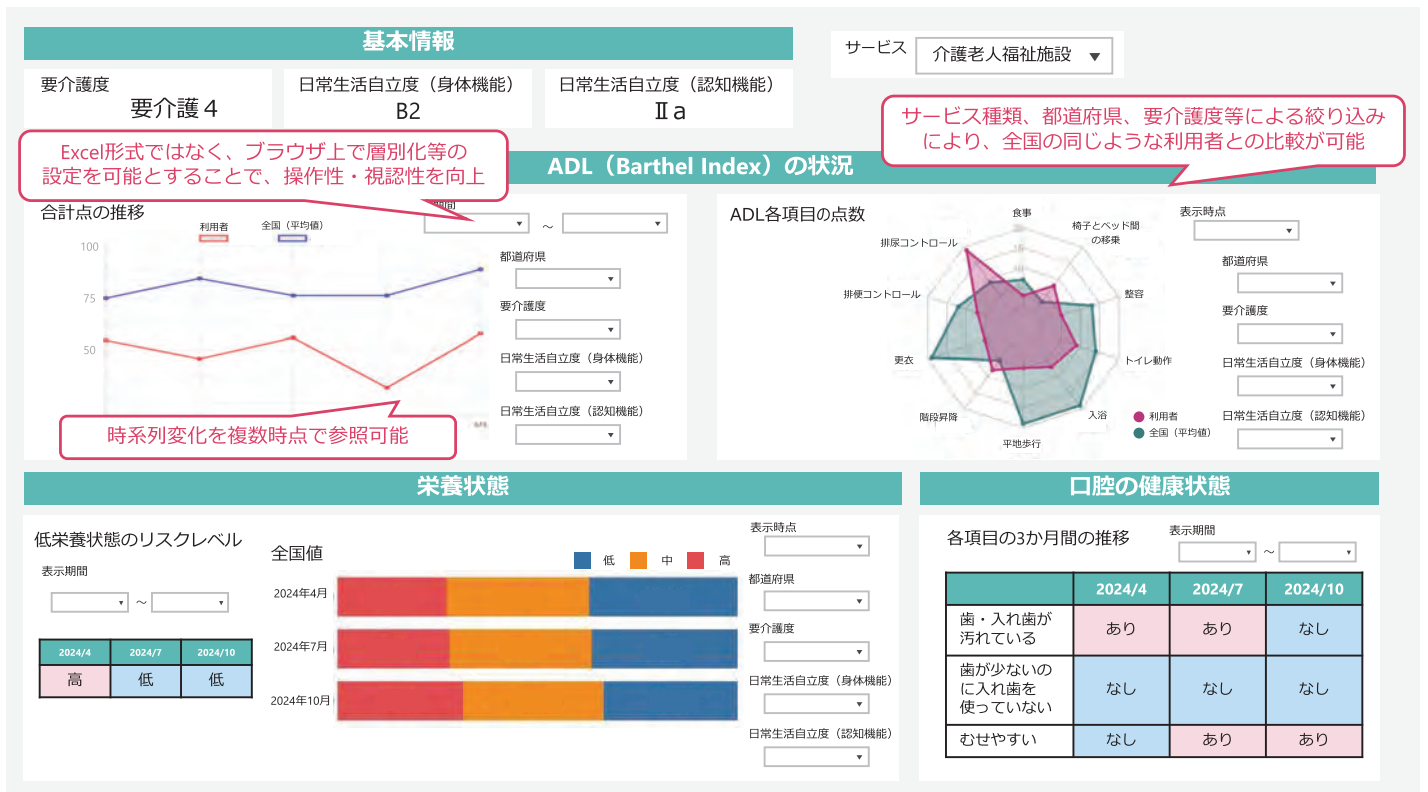 基本情報
サービス
介護老人福祉施設
要介護度
要介護４
日常生活自立度（身体機能）
B2
日常生活自立度（認知機能）
Ⅱa
サービス種類、都道府県、要介護度等による絞り込み
により、全国の同じような利用者との比較が可能
Excel形式ではなく、ブラウザ上で層別化等の
設定を可能とすることで、操作性・視認性を向上
ADL（Barthel Index）の状況
合計点の推移
利用者
全国（平均値）
100
75
50
～
都道府県
要介護度
日常生活自立度（身体機能）
日常生活自立度（認知機能）
時系列変化を複数時点で参照可能
ADL各項目の点数
食事
椅子とベッド間
の移乗
整容
トイレ動作
入浴
平地歩行
階段昇降
更衣
排便コントロール
排尿コントロール
利用者
全国（平均値）
表示時点
都道府県
要介護度
日常生活自立度（身体機能）
日常生活自立度（認知機能）
栄養状態
低栄養状態のリスクレベル
表示期間
～
2024/4 2024/7 2024/10
高 低 低
全国値
低 中 高
2024年4月
2024年7月
2024年10月
表示時点
都道府県
要介護度
日常生活自立度（身体機能）
日常生活自立度（認知機能）
口腔の健康状態
各項目の3か月間の推移
表示期間
～
2024/4 2024/7 2024/10
歯・入れ歯が
汚れている
あり あり なし
歯が少ないの
に入れ歯を
使っていない
なし なし なし
むせやすい なし あり あり